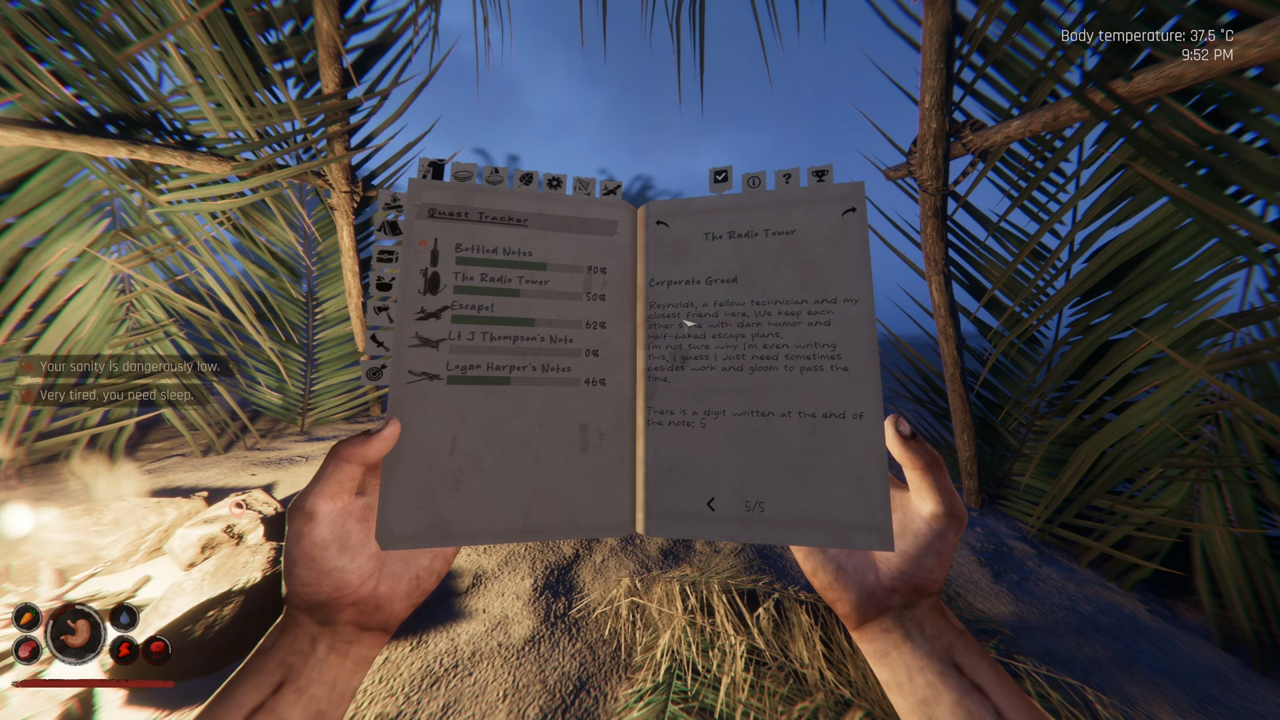 Body temperature: 37.5 °C
9:52 PM
Quest Tracker
Bottled Notes
70%
The Radio Tower
50%
Escape!
62%
Lt J Thompson's Note
0%
Logan Harper's Notes
46%
Your sanity is dangerously low.
Very tired, you need sleep.
The Radio Tower
Corporate Greed
Reynolds, a fellow technician and my
closest friend here. We keep each
other with dark humor and
half-baked escape plans.
I'm not sure why I'm even writing
this, I guess I just need sometimes
besides work and gloom to pass the
time.
There is a digit written at the end of
the note: 5
5/5